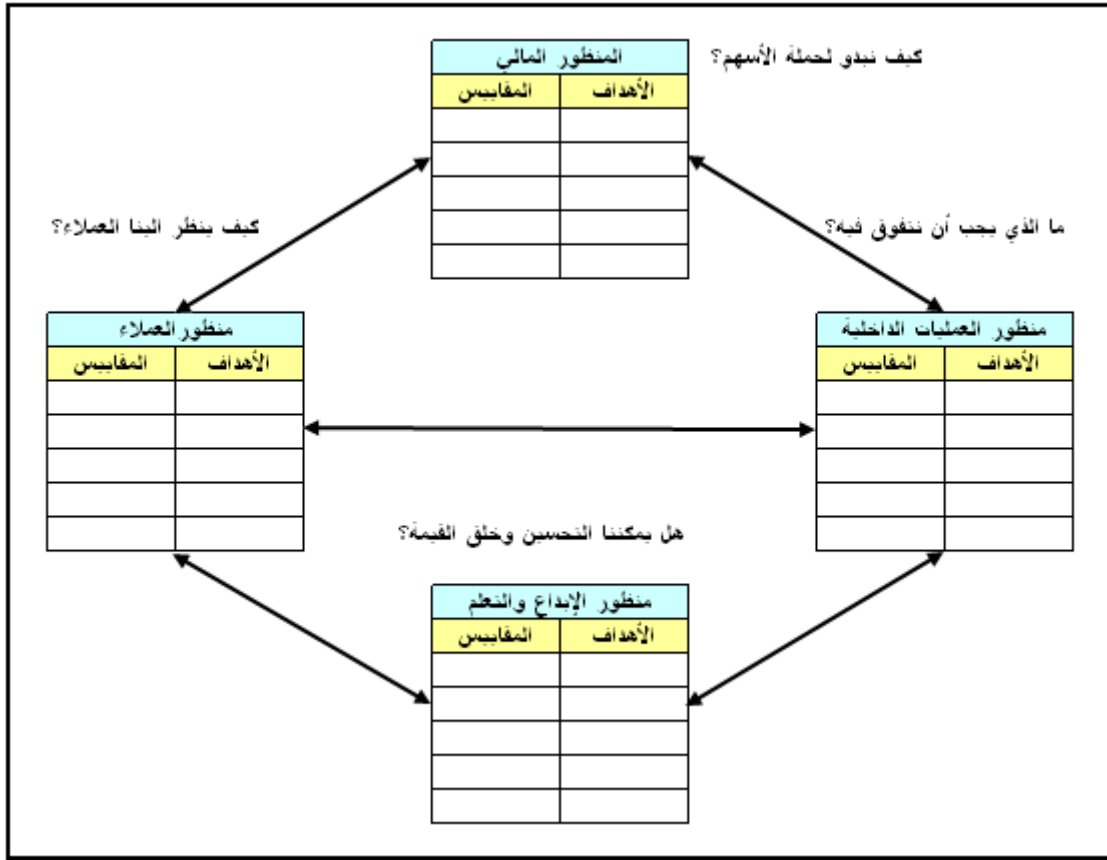 المنظور المالي
كيف نبدو لحملة الأسهم؟
الأهداف المقاييس
ما الذي يجب أن نتفوق فيه؟
كيف ينظر الينا العملاء؟
منظور العمليات الداخلية
الأهداف المقاييس
منظور العملاء
الأهداف المقاييس
هل يمكننا التحسين وخلق القيمة؟
منظور الإبداع والتعلم
الأهداف المقاييس